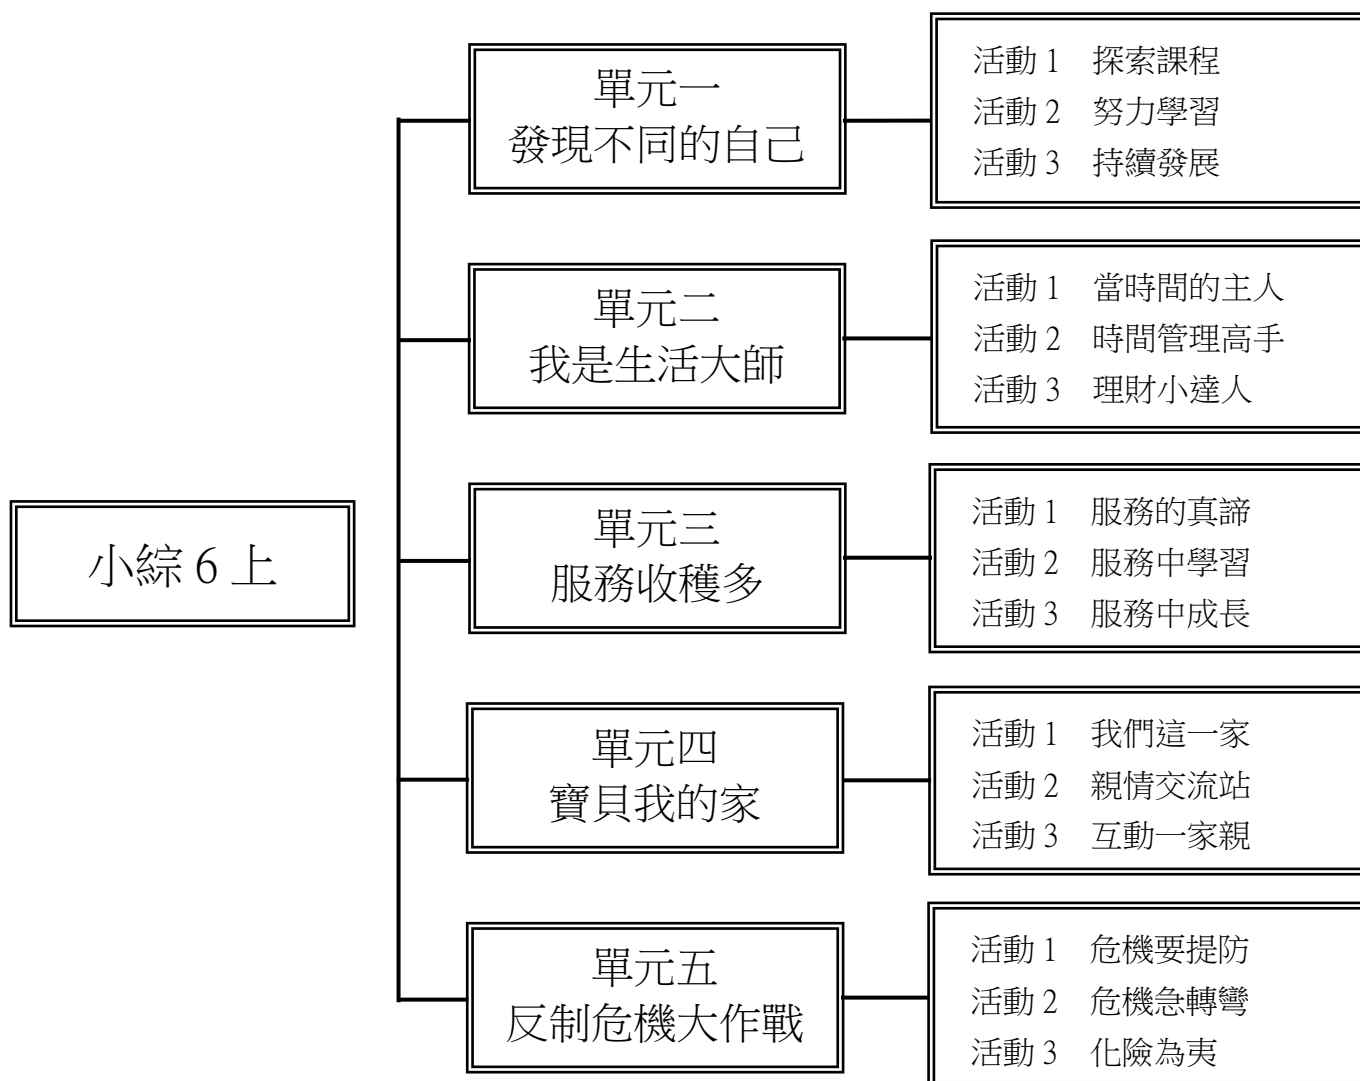 小綜 6 上
單元一
發現不同的自己
活動 1 探索課程
活動 2 努力學習
活動 3 持續發展
單元二
我是生活大師
活動 1 當時間的主人
活動 2 時間管理高手
活動 3 理財小達人
單元三
服務收穫多
活動 1 服務的真諦
活動 2 服務中學習
活動 3 服務中成長
單元四
寶貝我的家
活動 1 我們這一家
活動 2 親情交流站
活動 3 互動一家親
單元五
反制危機大作戰
活動 1 危機要提防
活動 2 危機急轉彎
活動 3 化險為夷